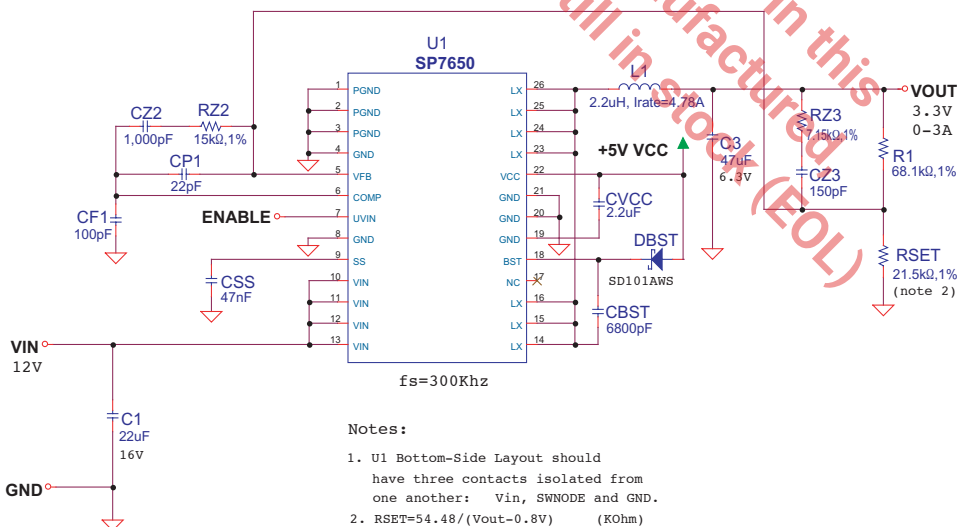 in this
nufactured
ill in stock (EOL)
U1
SP7650
1 PGND
2 PGND
3 PGND
4 GND
5 VFB
6 COMP
7 UVIN
8 GND
9 SS
10 VIN
11 VIN
12 VIN
13 VIN
LX 26
LX 25
LX 24
LX 23
VCC 22
GND 21
GND 20
GND 19
BST 18
NC 17
LX 16
LX 15
LX 14
fs=300Khz
CZ2
1,000pF
RZ2
15kΩ,1%
CP1
22pF
CF1
100pF
ENABLE
CSS
47nF
VIN
12V
C1
22uF
16V
GND
L1
2.2uH, Irate=4.78A
+5V VCC
CVCC
2.2uF
DBST
SD101AWS
CBST
6800pF
C3
47uF
6.3V
RZ3
7.15kΩ,1%
CZ3
150pF
VOUT
3.3V
0-3A
R1
68.1kΩ,1%
RSET
21.5kΩ,1%
(note 2)
Notes:
1. U1 Bottom-Side Layout should
have three contacts isolated from
one another: Vin, SWNODE and GND.
2. RSET=54.48/(Vout-0.8V) (KOhm)